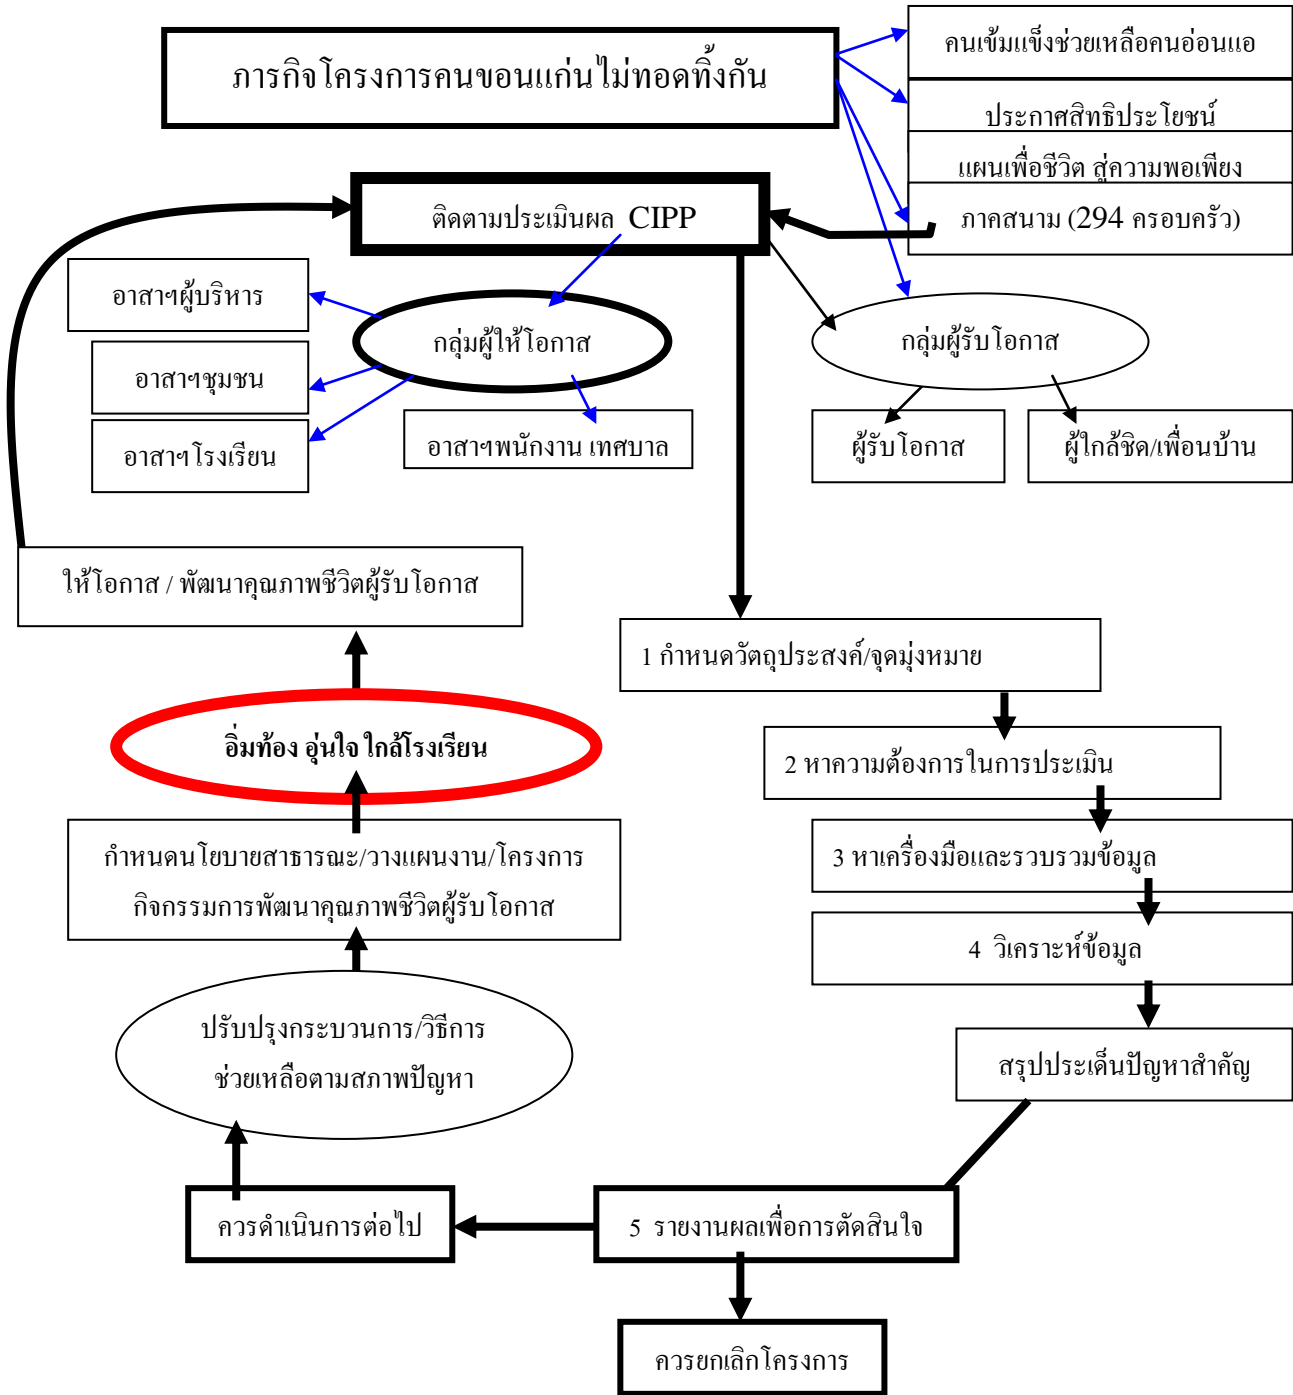 ภารกิจโครงการคนขอนแก่นไม่ทอดทิ้งกัน
คนเข้มแข็งช่วยเหลือคนอ่อนแอ
ประกาศสิทธิประโยชน์
แผนเพื่อชีวิต สู่ความพอเพียง
ภาคสนาม (294 ครอบครัว)
ติดตามประเมินผล CIPP
อาสาฯผู้บริหาร
กลุ่มผู้ให้โอกาส
กลุ่มผู้รับโอกาส
อาสาฯชุมชน
อาสาฯโรงเรียน
อาสาฯพนักงาน เทศบาล
ผู้รับโอกาส
ผู้ใกล้ชิด/เพื่อนบ้าน
ให้โอกาส / พัฒนาคุณภาพชีวิตผู้รับโอกาส
1 กำหนดวัตถุประสงค์/จุดมุ่งหมาย
อิ่มท้อง อุ่นใจ ใกล้โรงเรียน
2 หาความต้องการในการประเมิน
กำหนดนโยบายสาธารณะ/วางแผนงาน/โครงการ
กิจกรรมการพัฒนาคุณภาพชีวิตผู้รับโอกาส
3 หาเครื่องมือและรวบรวมข้อมูล
4 วิเคราะห์ข้อมูล
ปรับปรุงกระบวนการ/วิธีการ
ช่วยเหลือตามสภาพปัญหา
สรุปประเด็นปัญหาสำคัญ
ควรดำเนินการต่อไป
5 รายงานผลเพื่อการตัดสินใจ
ควรยกเลิกโครงการ